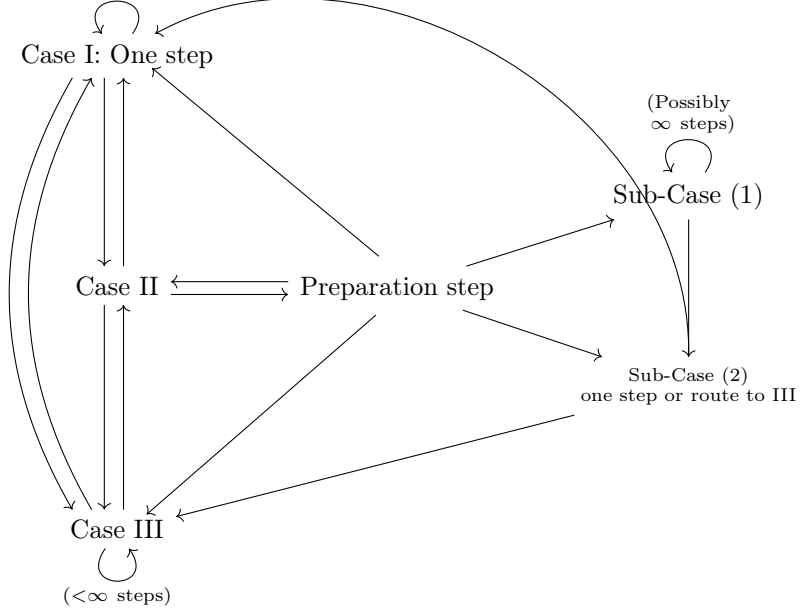 Case I: One step
(Possibly
∞ steps)
Sub-Case (1)
Case II
Preparation step
Sub-Case (2)
one step or route to III
Case III
(<∞ steps)